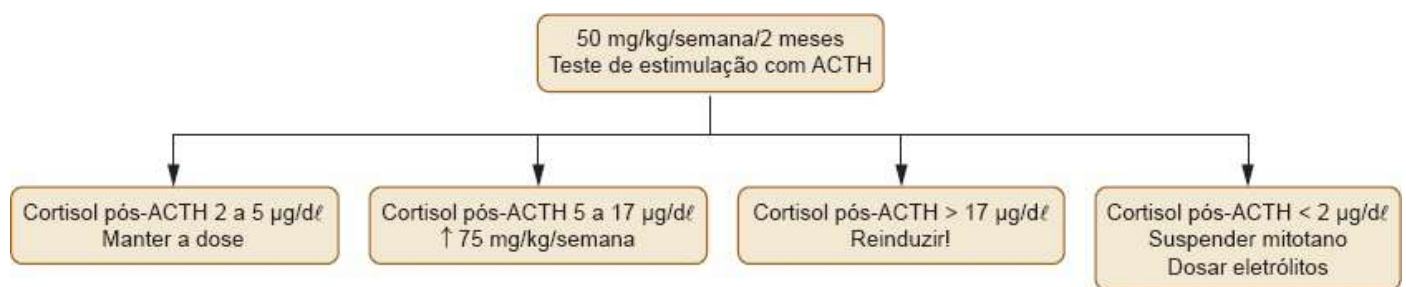 50 mg/kg/semana/2 meses
Teste de estimulação com ACTH
Cortisol pós-ACTH 2 a 5 µg/dℓ
Manter a dose
Cortisol pós-ACTH 5 a 17 µg/dℓ
↑ 75 mg/kg/semana
Cortisol pós-ACTH > 17 µg/dℓ
Reinduzir!
Cortisol pós-ACTH < 2 µg/dℓ
Suspender mitotano
Dosar eletrólitos